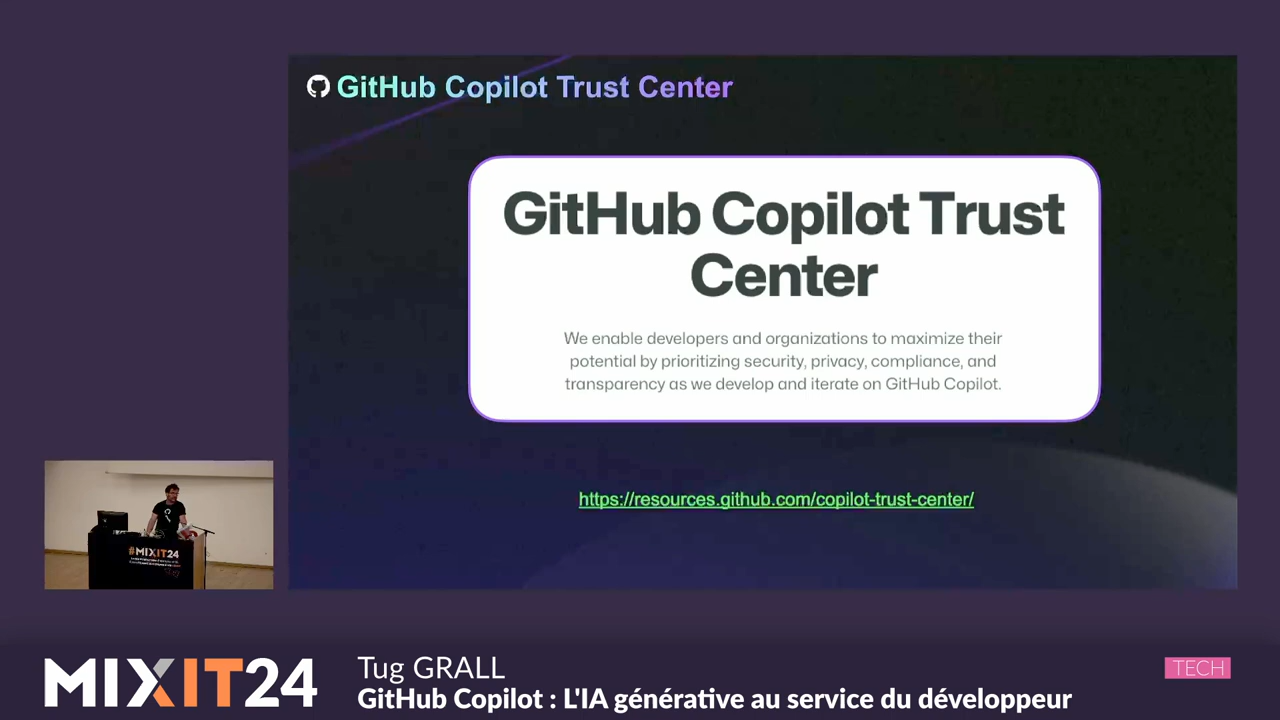 GitHub Copilot Trust Center
GitHub Copilot Trust
Center
We enable developers and organizations to maximize their
potential by prioritizing security, privacy, compliance, and
transparency as we develop and iterate on GitHub Copilot.
https://resources.github.com/copilot-trust-center/
#MIXIT24
MIXIT24
Tug GRALL
GitHub Copilot : L'IA générative au service du développeur
TECH